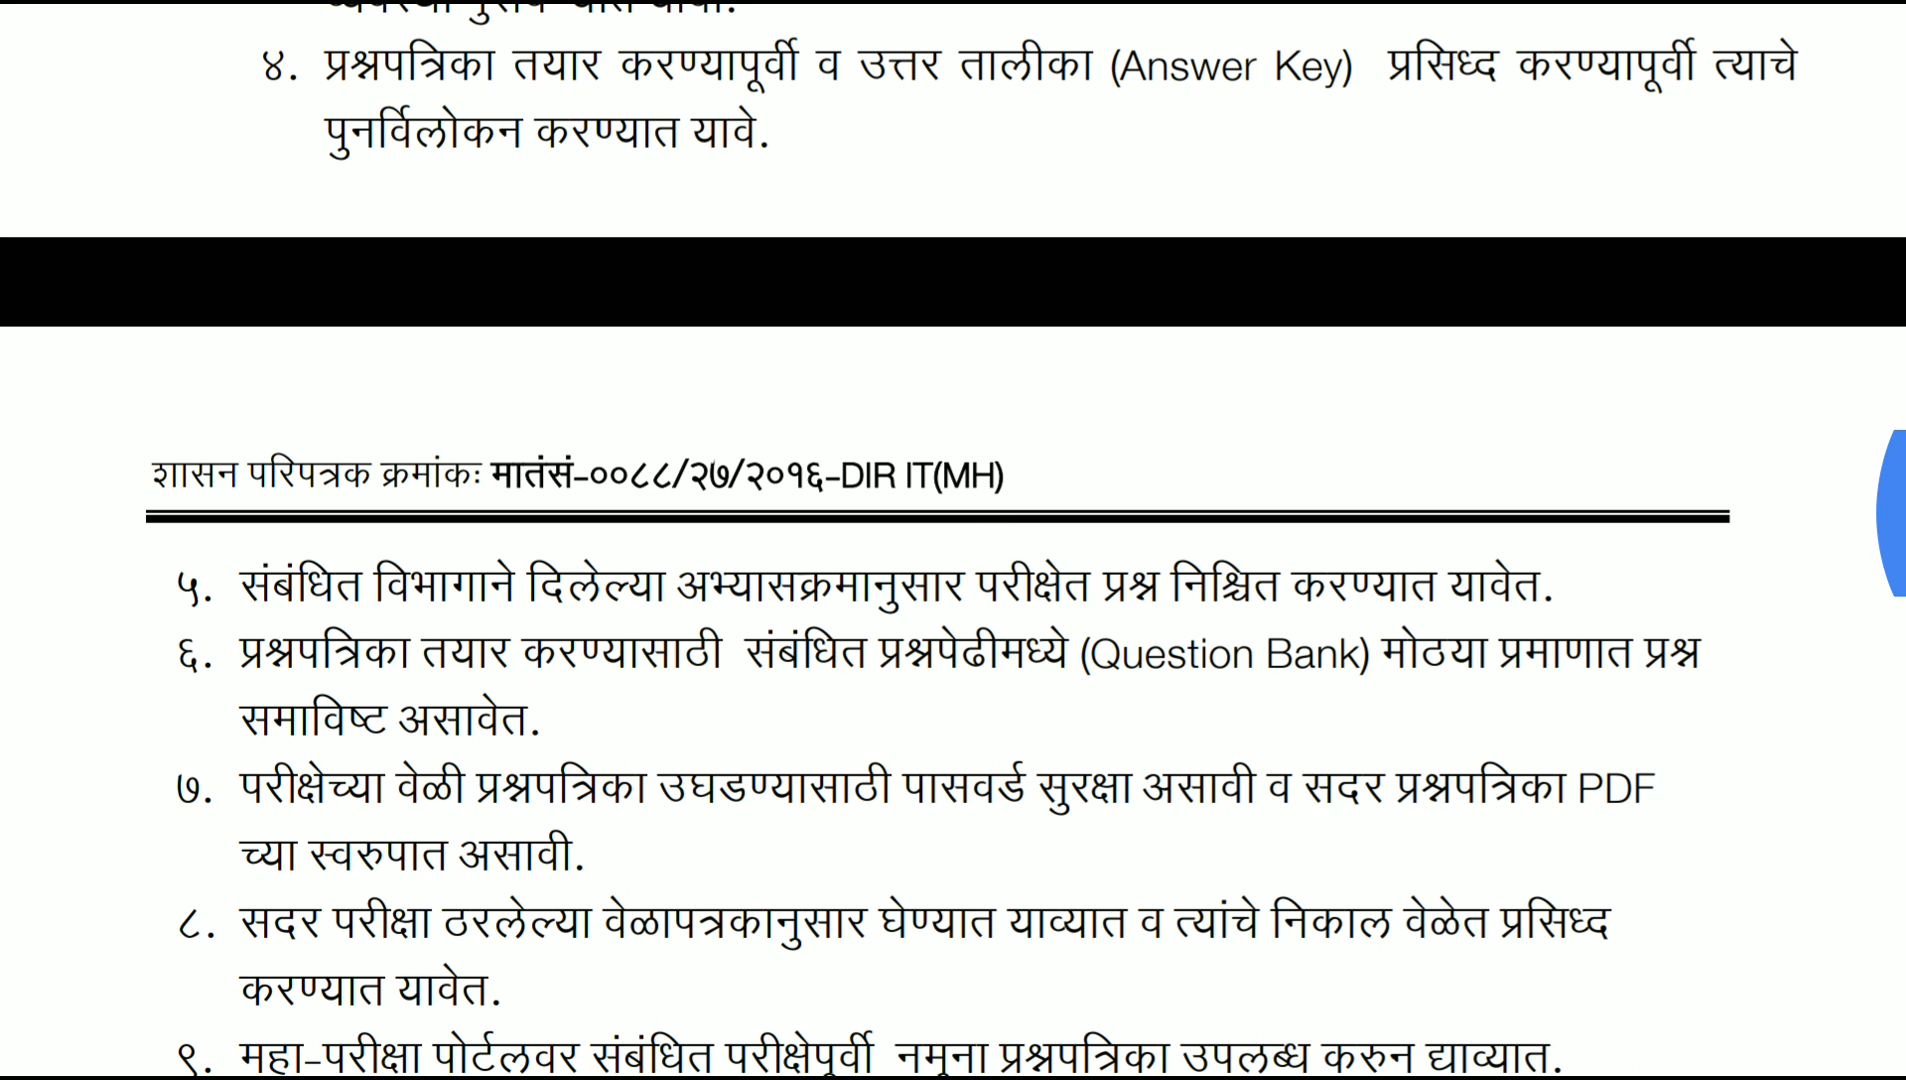 ४. प्रश्नपत्रिका तयार करण्यापूर्वी व उत्तर तालीका (Answer Key) प्रसिध्द करण्यापूर्वी त्याचे
पुनर्विलोकन करण्यात यावे.
शासन परिपत्रक क्रमांकः मातंसं-००८८/२७/२०१६-DIR IT(MH)
५. संबंधित विभागाने दिलेल्या अभ्यासक्रमानुसार परीक्षेत प्रश्न निश्चित करण्यात यावेत.
६. प्रश्नपत्रिका तयार करण्यासाठी संबंधित प्रश्नपेढीमध्ये (Question Bank) मोठया प्रमाणात प्रश्न
समाविष्ट असावेत.
७. परीक्षेच्या वेळी प्रश्नपत्रिका उघडण्यासाठी पासवर्ड सुरक्षा असावी व सदर प्रश्नपत्रिका PDF
च्या स्वरुपात असावी.
८. सदर परीक्षा ठरलेल्या वेळापत्रकानुसार घेण्यात याव्यात व त्यांचे निकाल वेळेत प्रसिध्द
करण्यात यावेत.
९. महा-परीक्षा पोर्टलवर संबंधित परीक्षेपूर्वी नमूना प्रश्नपत्रिका उपलब्ध करुन द्याव्यात.